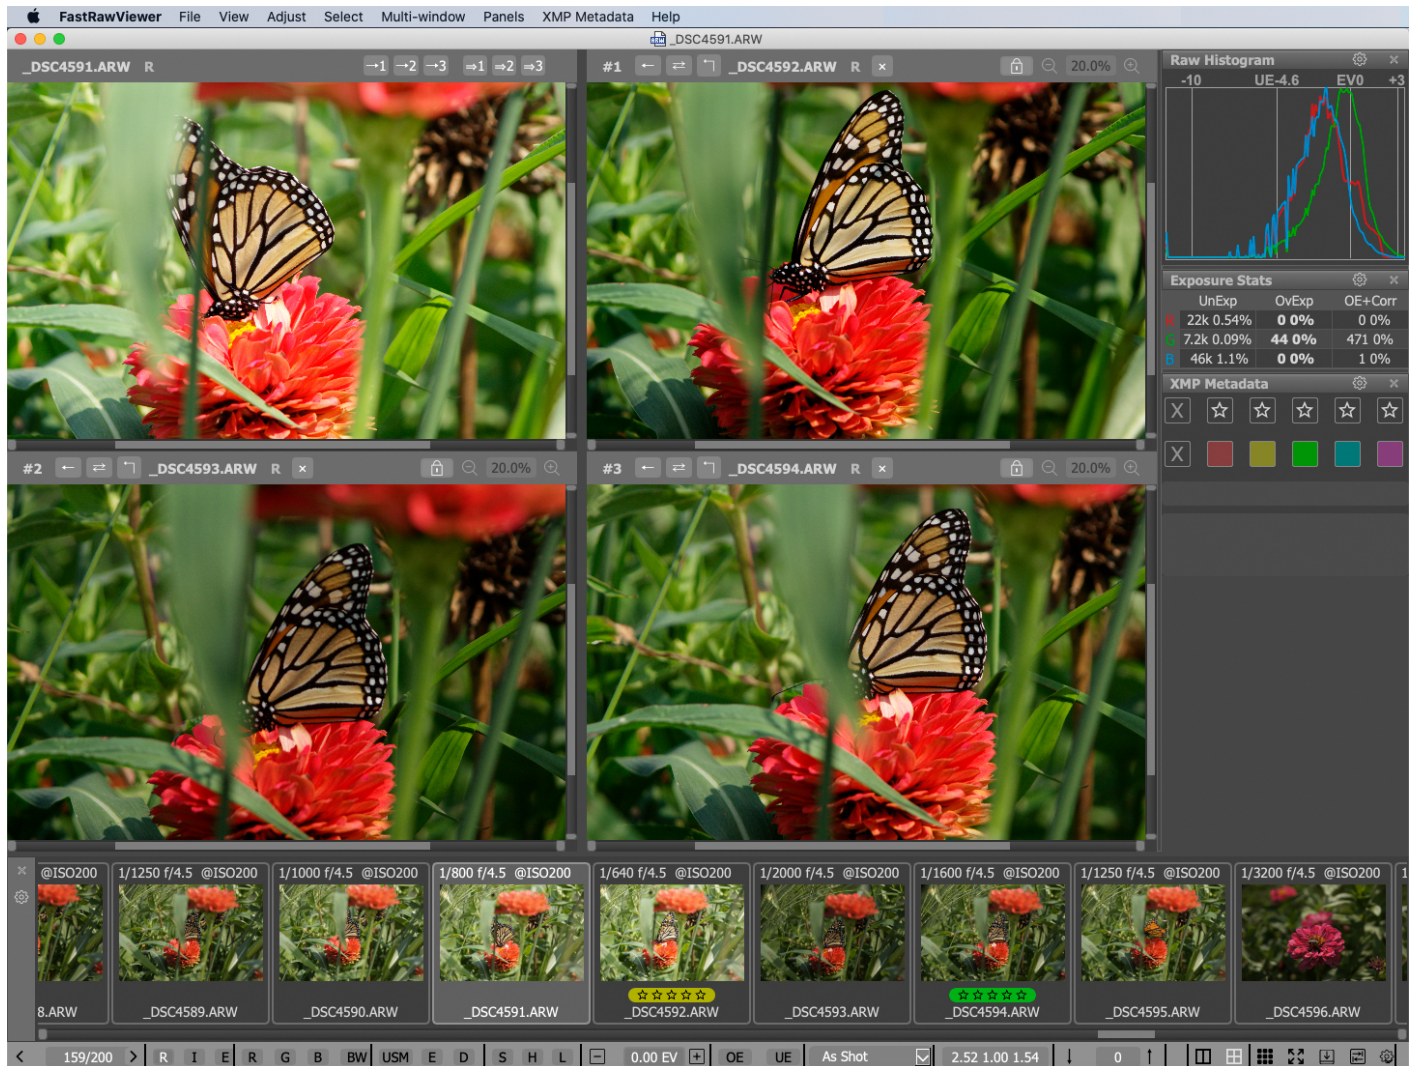 FastRawViewer File View Adjust Select Multi-window Panels XMP Metadata Help
_DSC4591.ARW
_DSC4591.ARW R →1 →2 →3 ⇒1 ⇒2 ⇒3
#1 _DSC4592.ARW R × 20.0%
Raw Histogram
-10 UE-4.6 EV0 +3
Exposure Stats
UnExp OvExp OE+Corr
R 22k 0.54% 0 0% 0 0%
G 7.2k 0.09% 44 0% 471 0%
B 46k 1.1% 0 0% 1 0%
XMP Metadata
X
X
#2 _DSC4593.ARW R × 20.0%
#3 _DSC4594.ARW R × 20.0%
@ISO200 1/1250 f/4.5 @ISO200 1/1000 f/4.5 @ISO200 1/800 f/4.5 @ISO200 1/640 f/4.5 @ISO200 1/2000 f/4.5 @ISO200 1/1600 f/4.5 @ISO200 1/1250 f/4.5 @ISO200 1/3200 f/4.5 @ISO200 1
8.ARW _DSC4589.ARW _DSC4590.ARW _DSC4591.ARW _DSC4592.ARW _DSC4593.ARW _DSC4594.ARW _DSC4595.ARW _DSC4596.ARW
159/200 R I E R G B BW USM E D S H L 0.00 EV OE UE As Shot 2.52 1.00 1.54 0